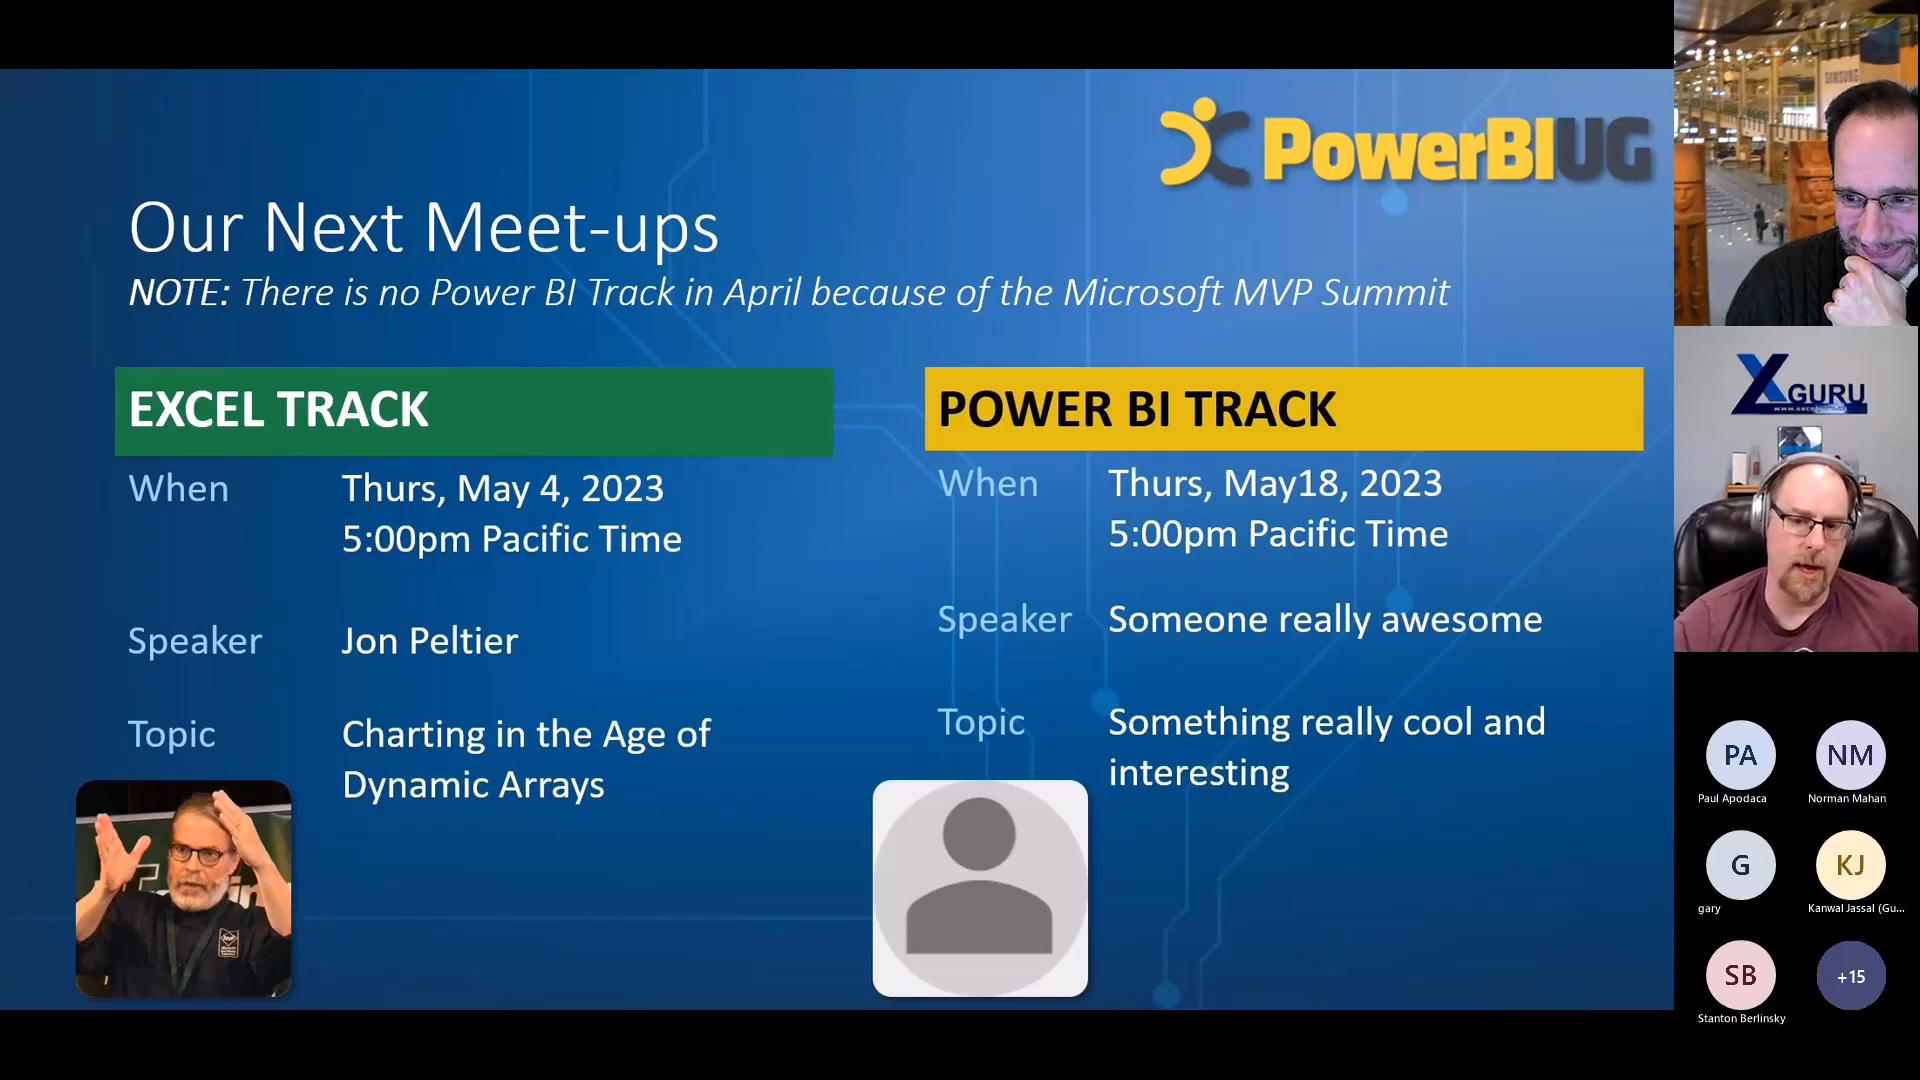 PowerBIUG
Our Next Meet-ups
NOTE: There is no Power BI Track in April because of the Microsoft MVP Summit
EXCEL TRACK
When
Thurs, May 4, 2023
5:00pm Pacific Time
Speaker
Jon Peltier
Topic
Charting in the Age of
Dynamic Arrays
POWER BI TRACK
When
Thurs, May18, 2023
5:00pm Pacific Time
Speaker
Someone really awesome
Topic
Something really cool and
interesting
SAMSUNG
XGURU
PA
Paul Apodaca
NM
Norman Mahan
G
gary
KJ
Kanwal Jassal (Gu...
SB
Stanton Berlinsky
+15